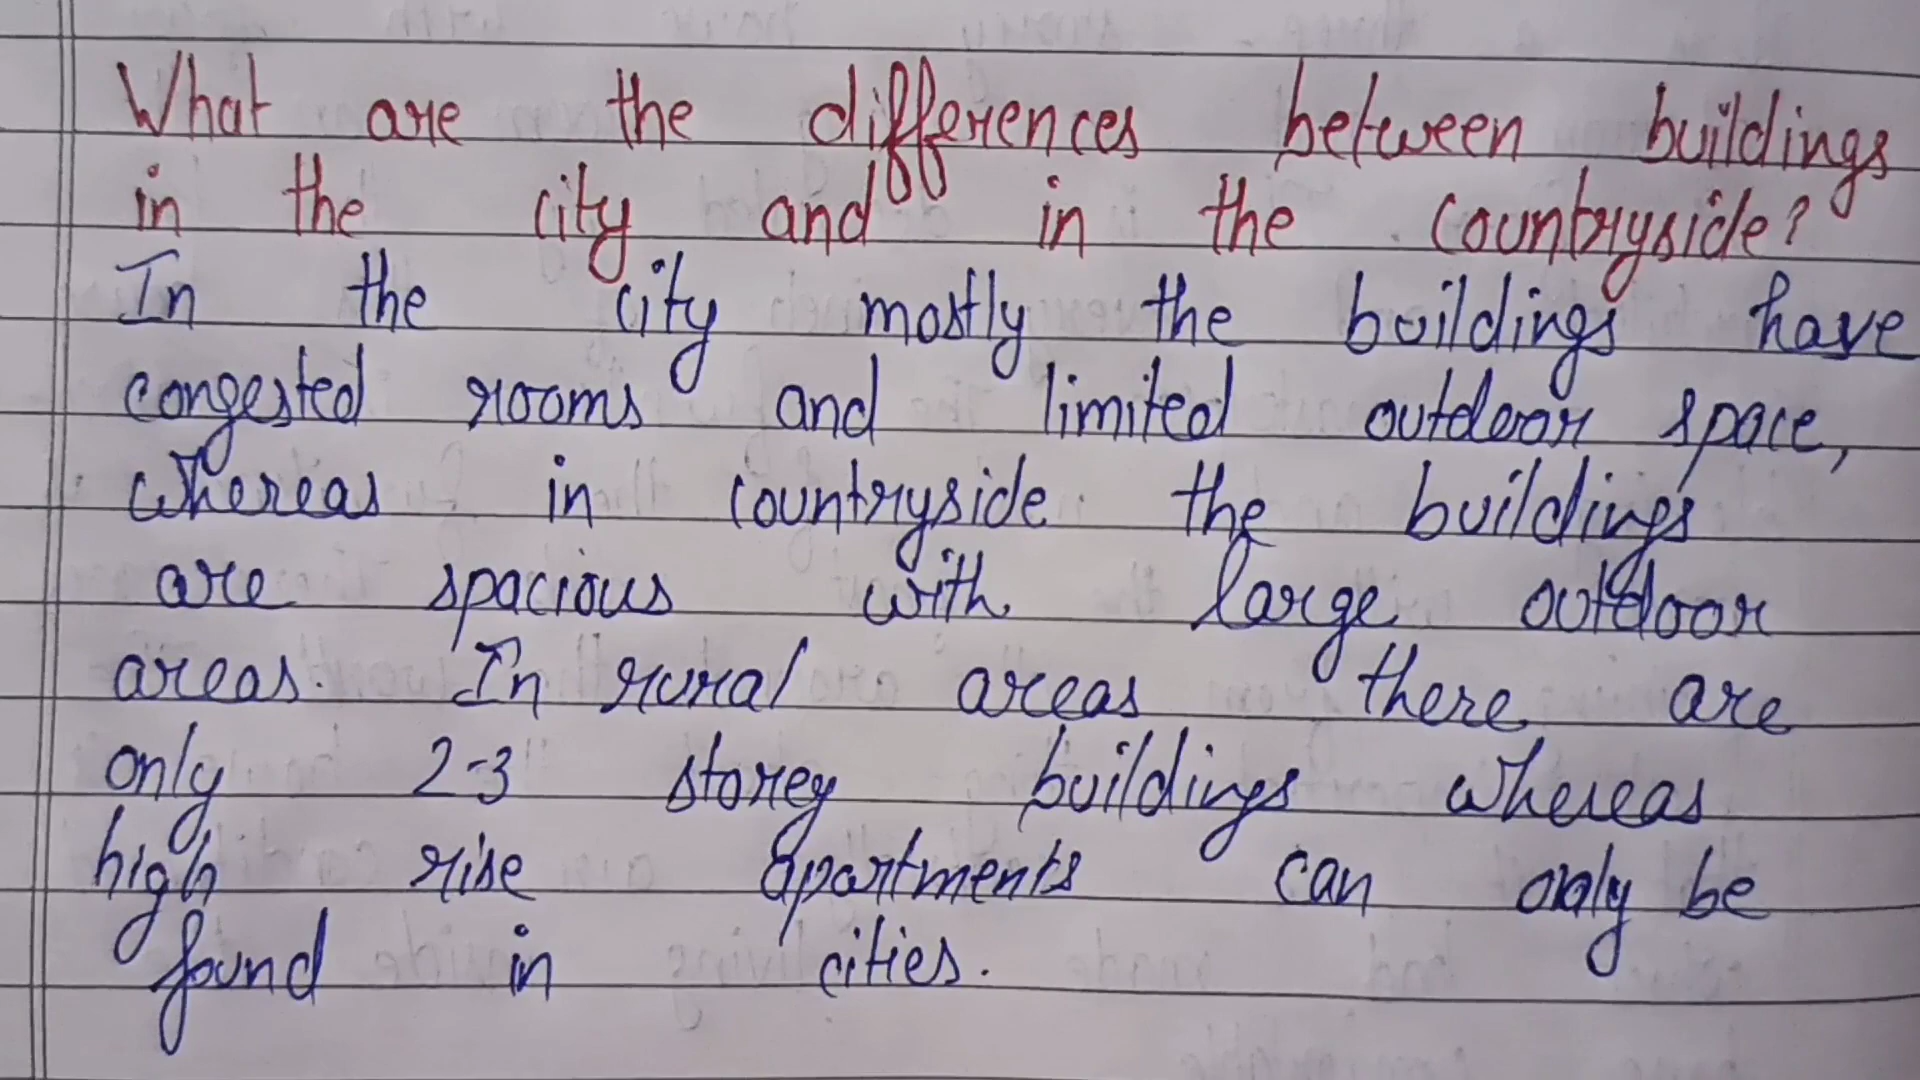 What are the differences between buildings
in the city and in the countryside?
In the city mostly the buildings have
congested rooms and limited outdoor space,
whereas in countryside the buildings
are spacious with large outdoor
areas. In rural areas there are
only 2-3 storey buildings whereas
high rise apartments can only be
found in cities.